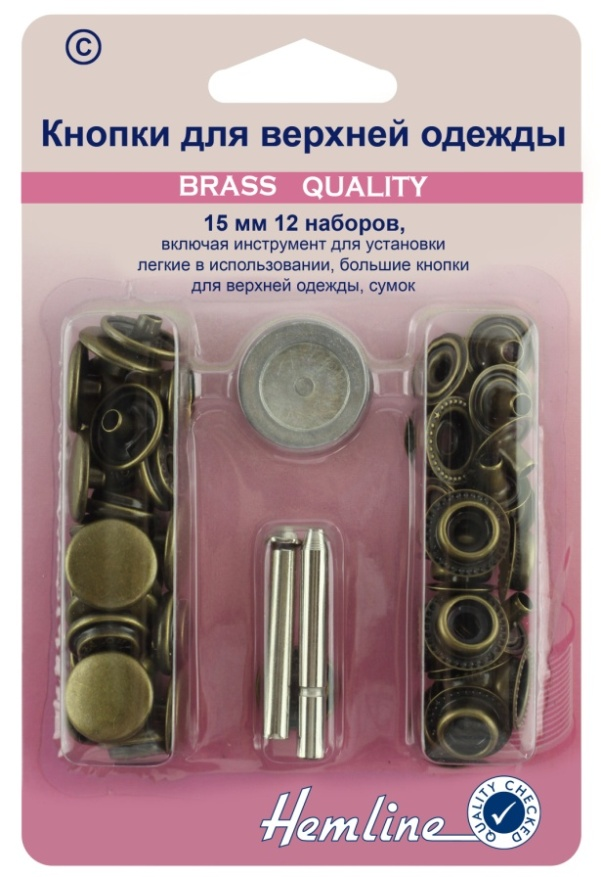 ©
Кнопки для верхней одежды
BRASS QUALITY
15 мм 12 наборов,
включая инструмент для установки
легкие в использовании, большие кнопки
для верхней одежды, сумок
Hemline
QUALITY CHECKED